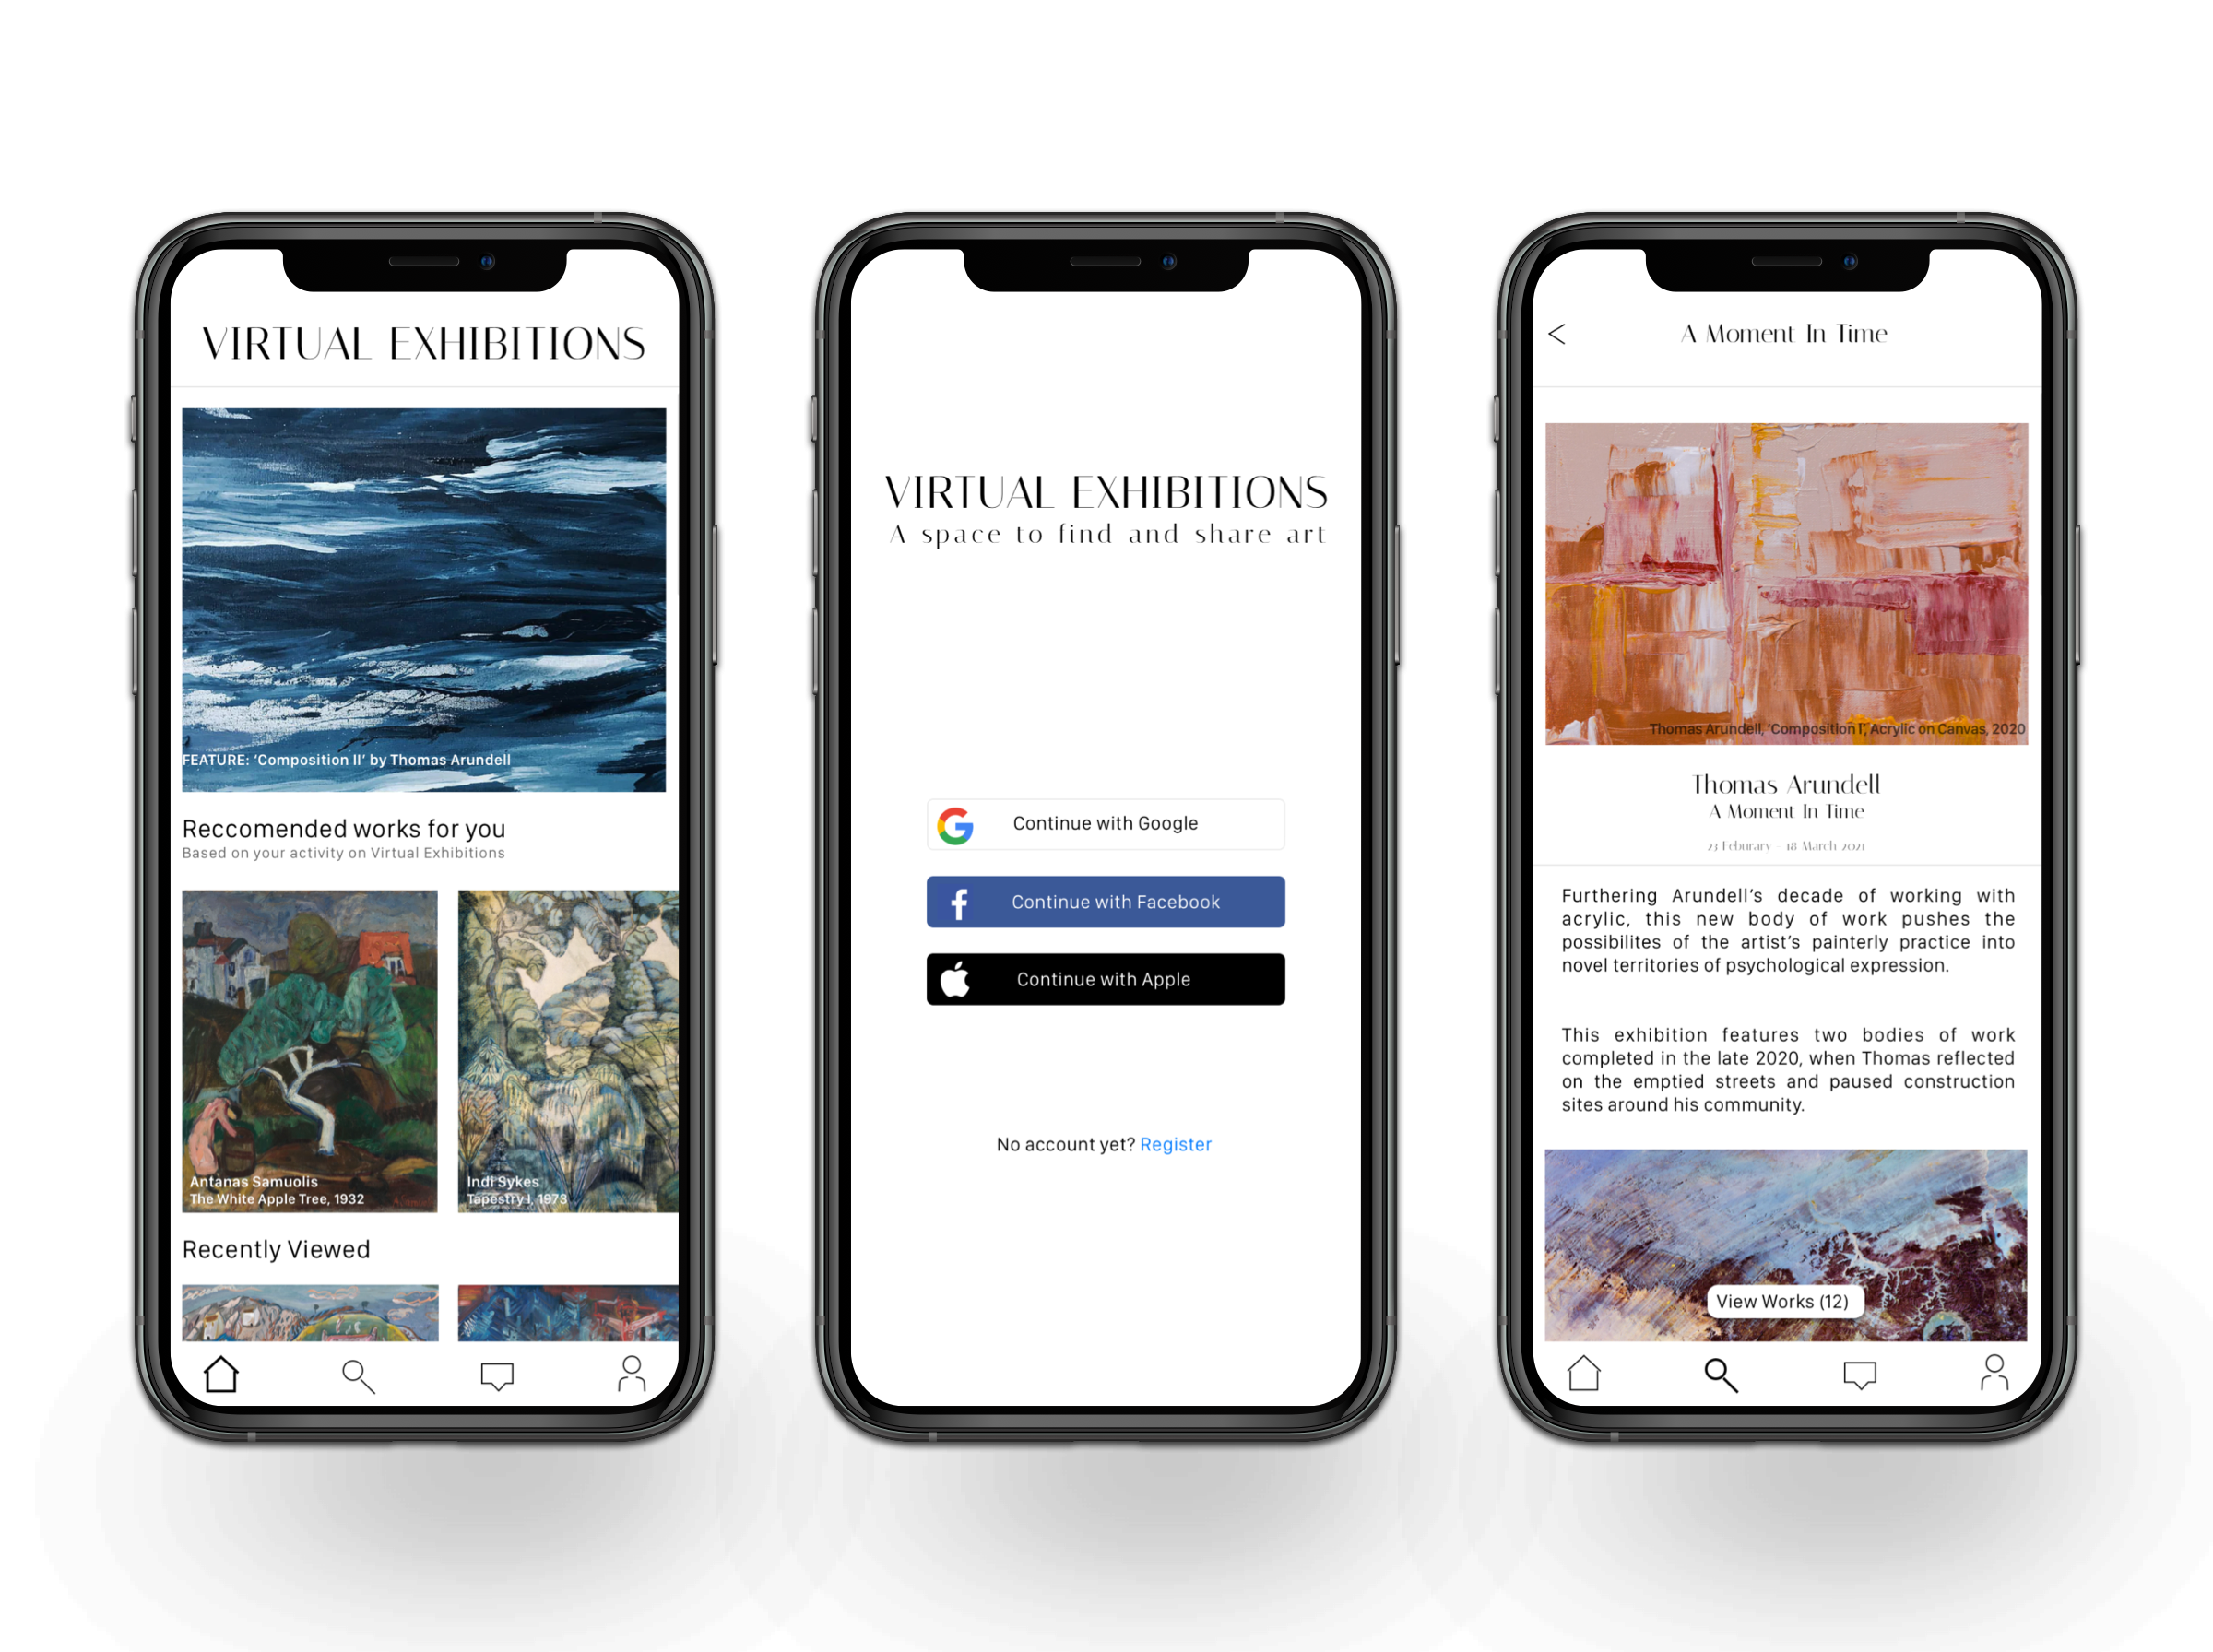 VIRTUAL EXHIBITIONS
FEATURE: ‘Composition II’ by Thomas Arundell
Reccomended works for you
Based on your activity on Virtual Exhibitions
Antanas Samuolis
The White Apple Tree, 1932
Indi Sykes
Tapestry I, 1973
Recently Viewed
VIRTUAL EXHIBITIONS
A space to find and share art
Continue with Google
Continue with Facebook
Continue with Apple
No account yet? Register
A Moment In Time
Thomas Arundell, ‘Composition I’, Acrylic on Canvas, 2020
Thomas Arundell
A Moment In Time
23 Feburary - 18 March 2021
Furthering Arundell’s decade of working with
acrylic, this new body of work pushes the
possibilites of the artist’s painterly practice into
novel territories of psychological expression.
This exhibition features two bodies of work
completed in the late 2020, when Thomas reflected
on the emptied streets and paused construction
sites around his community.
View Works (12)